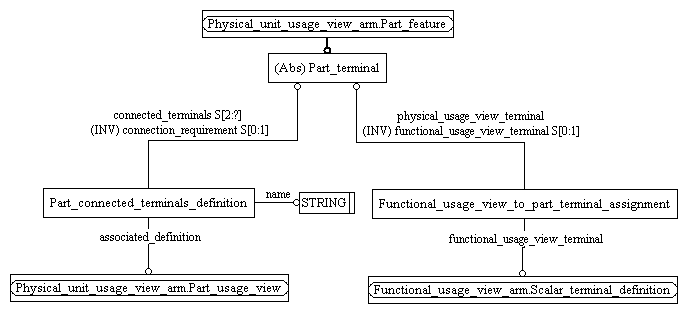 Physical_unit_usage_view_arm.Part_feature
(Abs) Part_terminal
connected_terminals S[2:?]
(INV) connection_requirement S[0:1]
physical_usage_view_terminal
(INV) functional_usage_view_terminal S[0:1]
Part_connected_terminals_definition
name
STRING
Functional_usage_view_to_part_terminal_assignment
associated_definition
functional_usage_view_terminal
Physical_unit_usage_view_arm.Part_usage_view
Functional_usage_view_arm.Scalar_terminal_definition